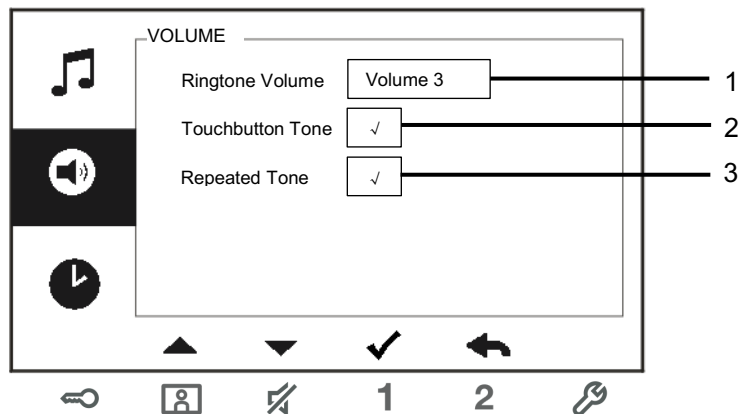 VOLUME
Ringtone Volume Volume 3 1
Touchbutton Tone √ 2
Repeated Tone √ 3
1 2